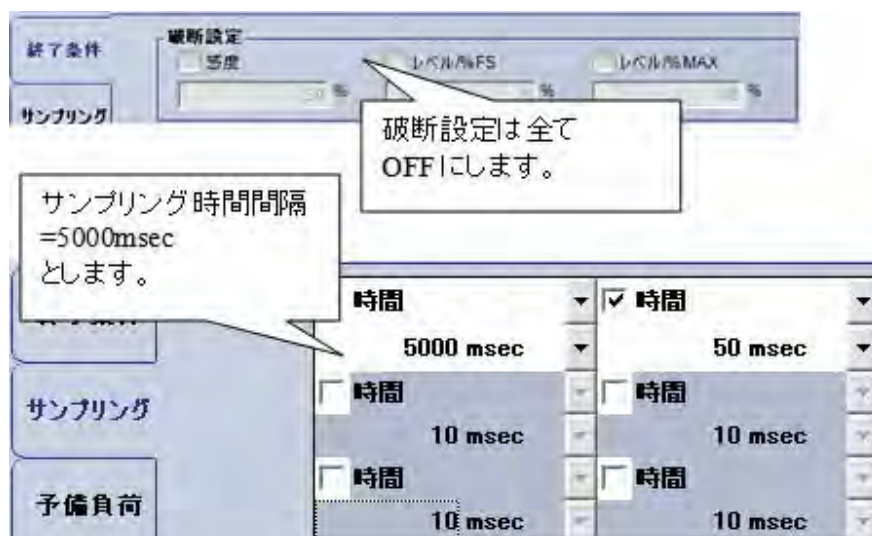 破断設定
終了条件
感度
レベル/%FS
レベル/%MAX
% % %
サンプリング
破断設定は全て
OFFにします。
サンプリング時間間隔
=5000msec
とします。
時間 時間
5000 msec 50 msec
時間 時間
サンプリング
10 msec 10 msec
時間 時間
予備負荷
10 msec 10 msec